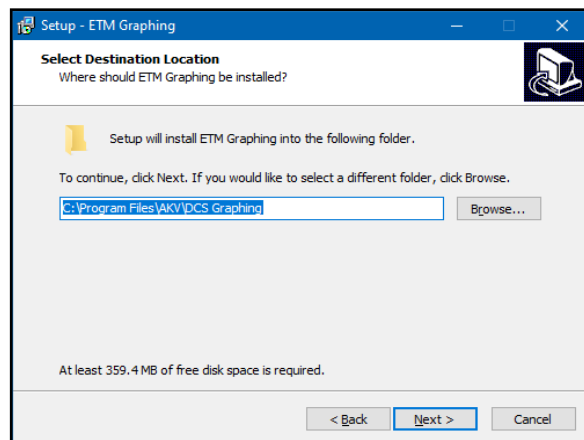 Setup - ETM Graphing
Select Destination Location
Where should ETM Graphing be installed?
Setup will install ETM Graphing into the following folder.
To continue, click Next. If you would like to select a different folder, click Browse.
C:\Program Files\AKV\DCS Graphing
Browse...
At least 359.4 MB of free disk space is required.
< Back
Next >
Cancel